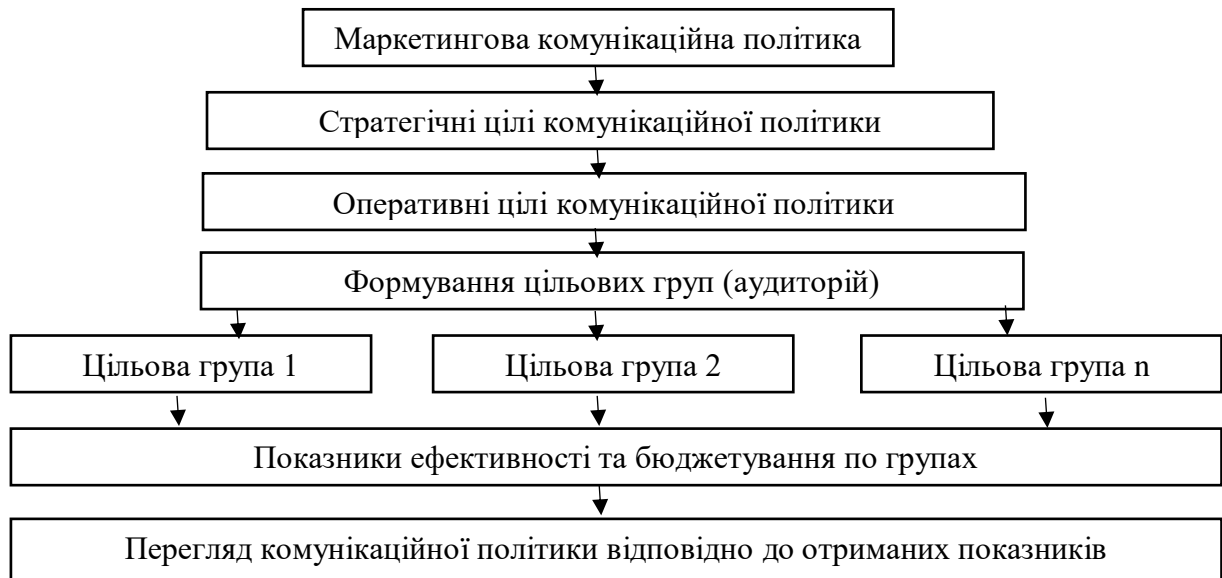 Маркетингова комунікаційна політика
Стратегічні цілі комунікаційної політики
Оперативні цілі комунікаційної політики
Формування цільових груп (аудиторій)
Цільова група 1
Цільова група 2
Цільова група n
Показники ефективності та бюджетування по групах
Перегляд комунікаційної політики відповідно до отриманих показників